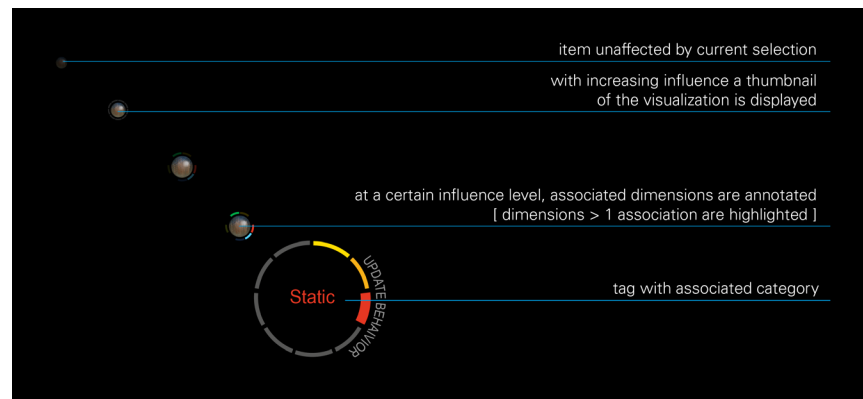 item unaffected by current selection
with increasing influence a thumbnail
of the visualization is displayed
at a certain influence level, associated dimensions are annotated
[ dimensions > 1 association are highlighted ]
tag with associated category
Static
UPDATE BEHAIVIOR